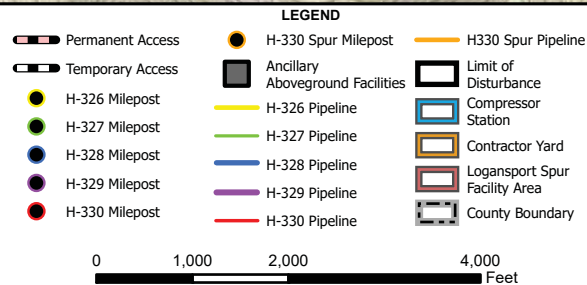 LEGEND
Permanent Access
Temporary Access
H-326 Milepost
H-327 Milepost
H-328 Milepost
H-329 Milepost
H-330 Milepost
H-330 Spur Milepost
Ancillary
Aboveground Facilities
H-326 Pipeline
H-327 Pipeline
H-328 Pipeline
H-329 Pipeline
H-330 Pipeline
H330 Spur Pipeline
Limit of
Disturbance
Compressor
Station
Contractor Yard
Logansport Spur
Facility Area
County Boundary
0 1,000 2,000 4,000
Feet